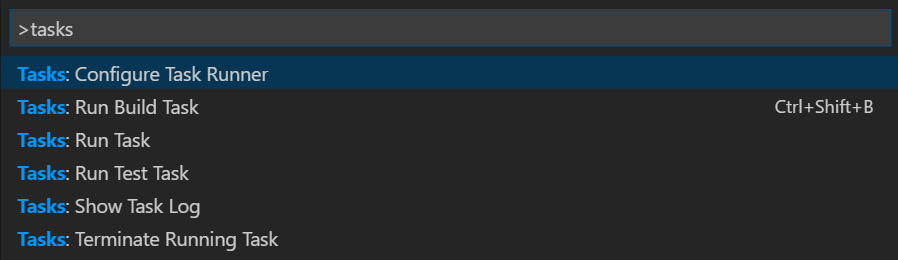 >tasks
Tasks: Configure Task Runner
Tasks: Run Build Task Ctrl+Shift+B
Tasks: Run Task
Tasks: Run Test Task
Tasks: Show Task Log
Tasks: Terminate Running Task